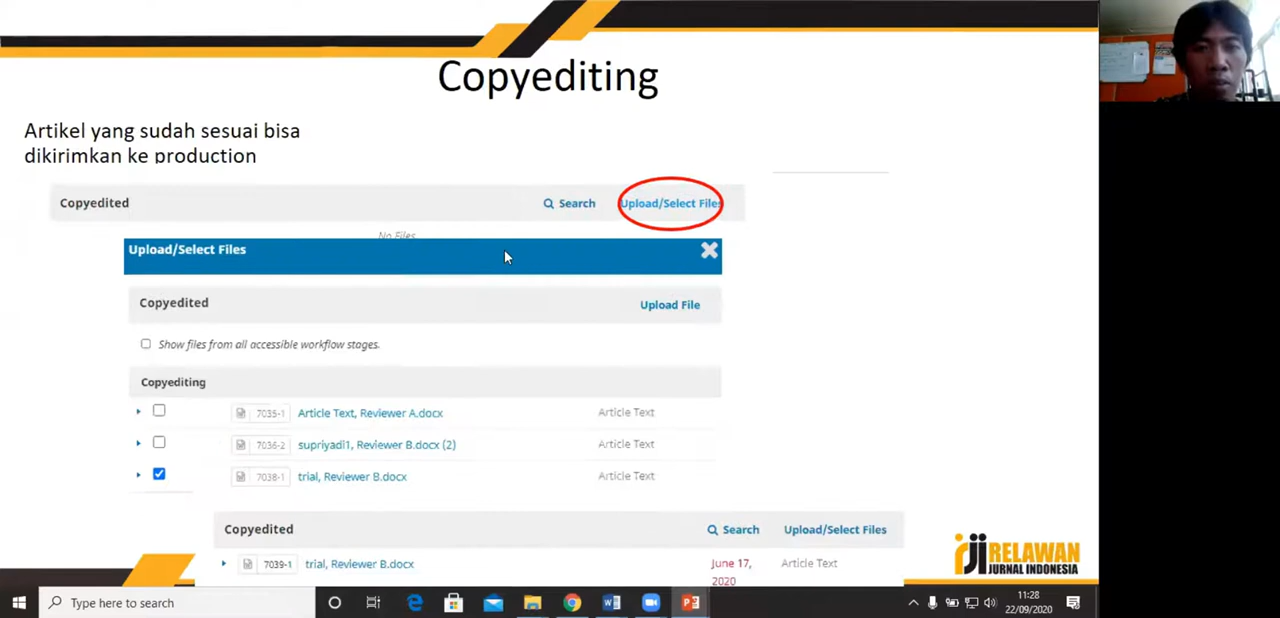 Copyediting
Artikel yang sudah sesuai bisa
dikirimkan ke production
Copyedited Search Upload/Select Files
No Files
Upload/Select Files
Copyedited Upload File
Show files from all accessible workflow stages.
Copyediting
7035-1 Article Text, Reviewer A.docx Article Text
7036-2 supriyadi1, Reviewer B.docx (2) Article Text
7038-1 trial, Reviewer B.docx Article Text
Copyedited Search Upload/Select Files
7039-1 trial, Reviewer B.docx June 17, Article Text
2020
rji RELAWAN
JURNAL INDONESIA
Type here to search
11:28
22/09/2020